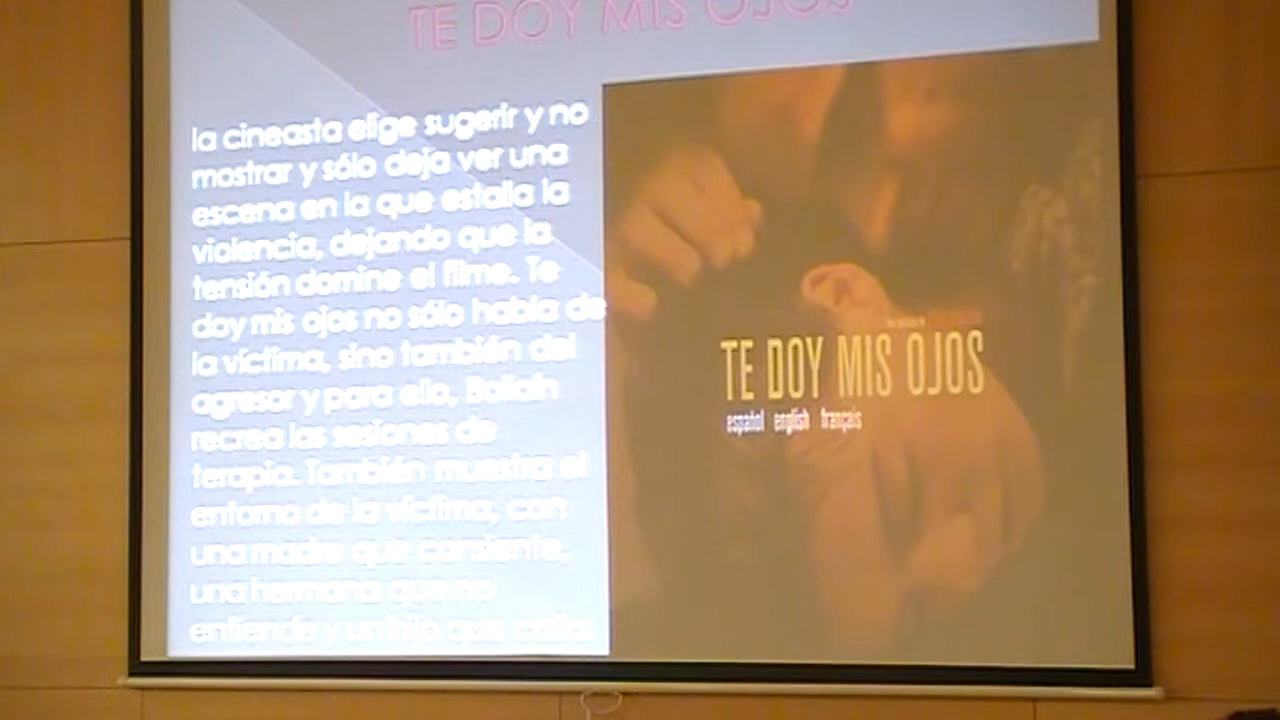 TE DOY MIS OJOS
la cineasta elige sugerir y no
mostrar y sólo deja ver una
escena en la que estalla la
violencia, dejando que la
tensión domine el filme. Te
doy mis ojos no sólo habla de
la víctima, sino también del
agresor y para ello, Bollaín
recrea las sesiones de
terapia. También muestra el
entorno de la víctima, con
una madre que consiente,
una hermana que no
entiende y un hijo que calla
TE DOY MIS OJOS
español english français